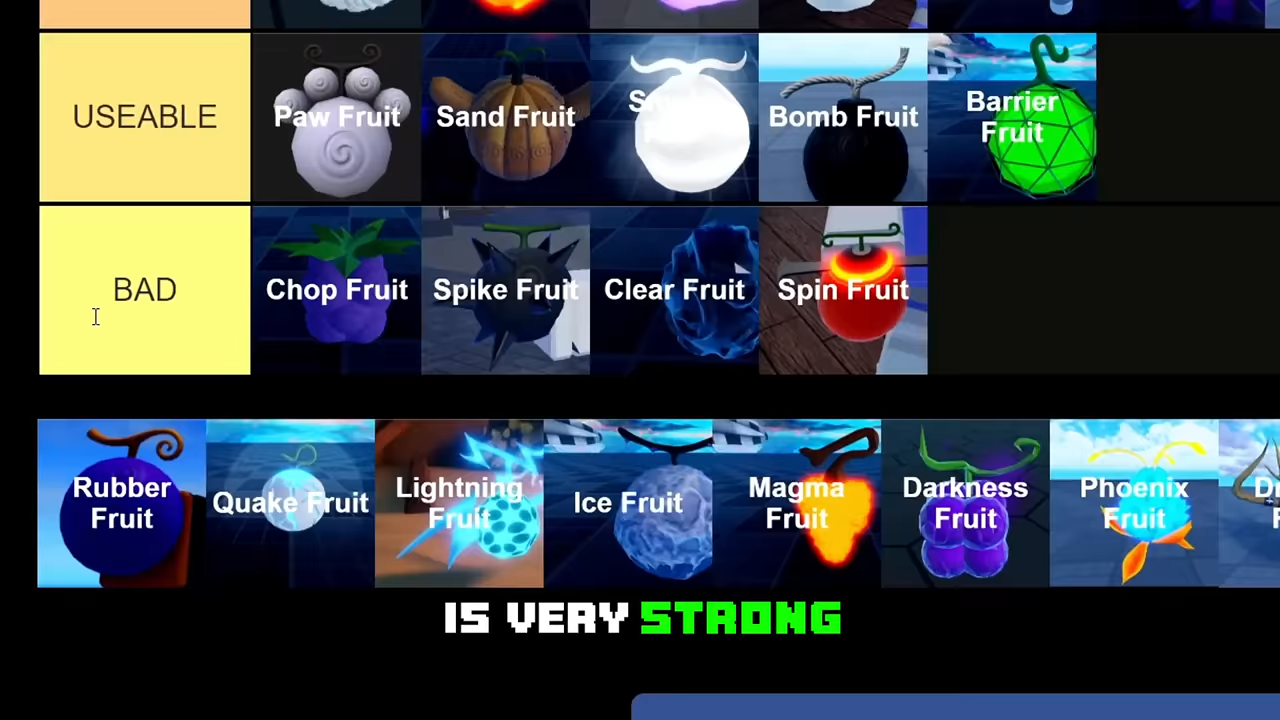 USEABLE
Paw Fruit
Sand Fruit
Bomb Fruit
Barrier
Fruit
BAD
Chop Fruit
Spike Fruit
Clear Fruit
Spin Fruit
Rubber
Fruit
Quake Fruit
Lightning
Fruit
Ice Fruit
Magma
Fruit
Darkness
Fruit
Phoenix
Fruit
IS VERY STRONG